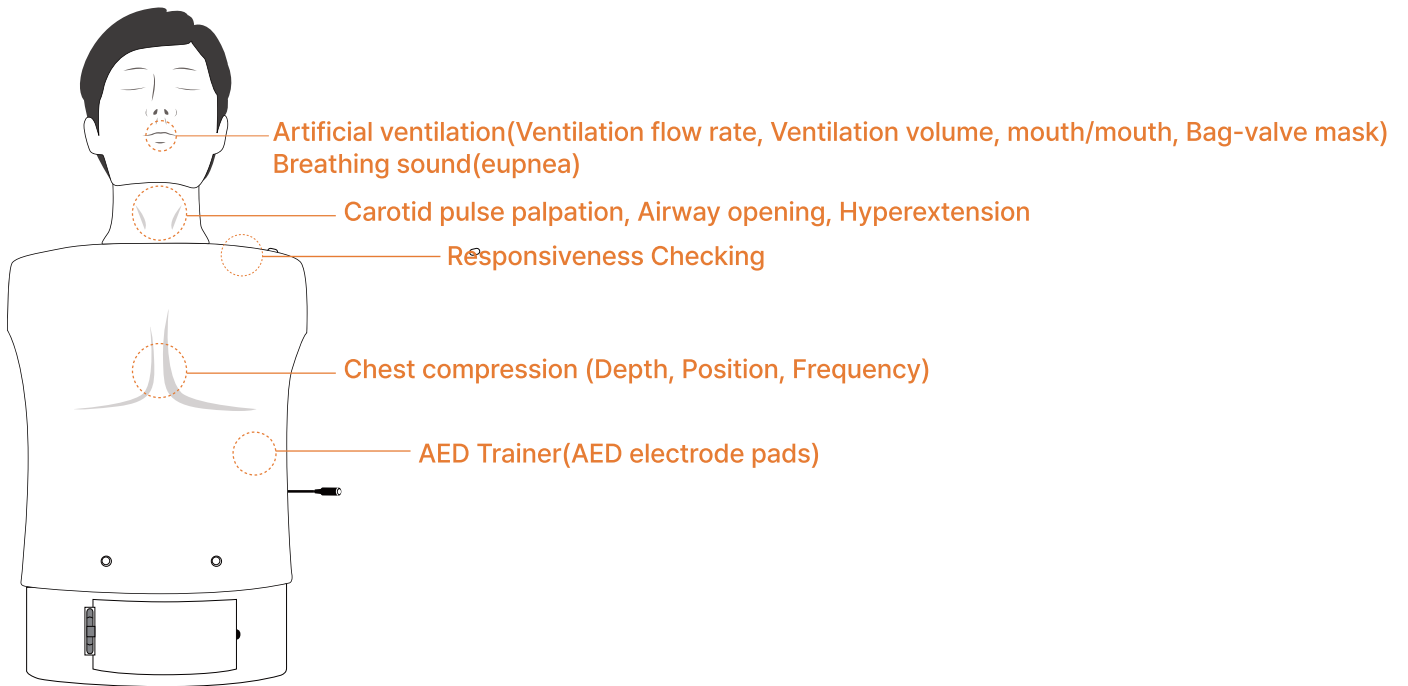 Artificial ventilation(Ventilation flow rate, Ventilation volume, mouth/mouth, Bag-valve mask)
Breathing sound(eupnea)
Carotid pulse palpation, Airway opening, Hyperextension
Responsiveness Checking
Chest compression (Depth, Position, Frequency)
AED Trainer(AED electrode pads)